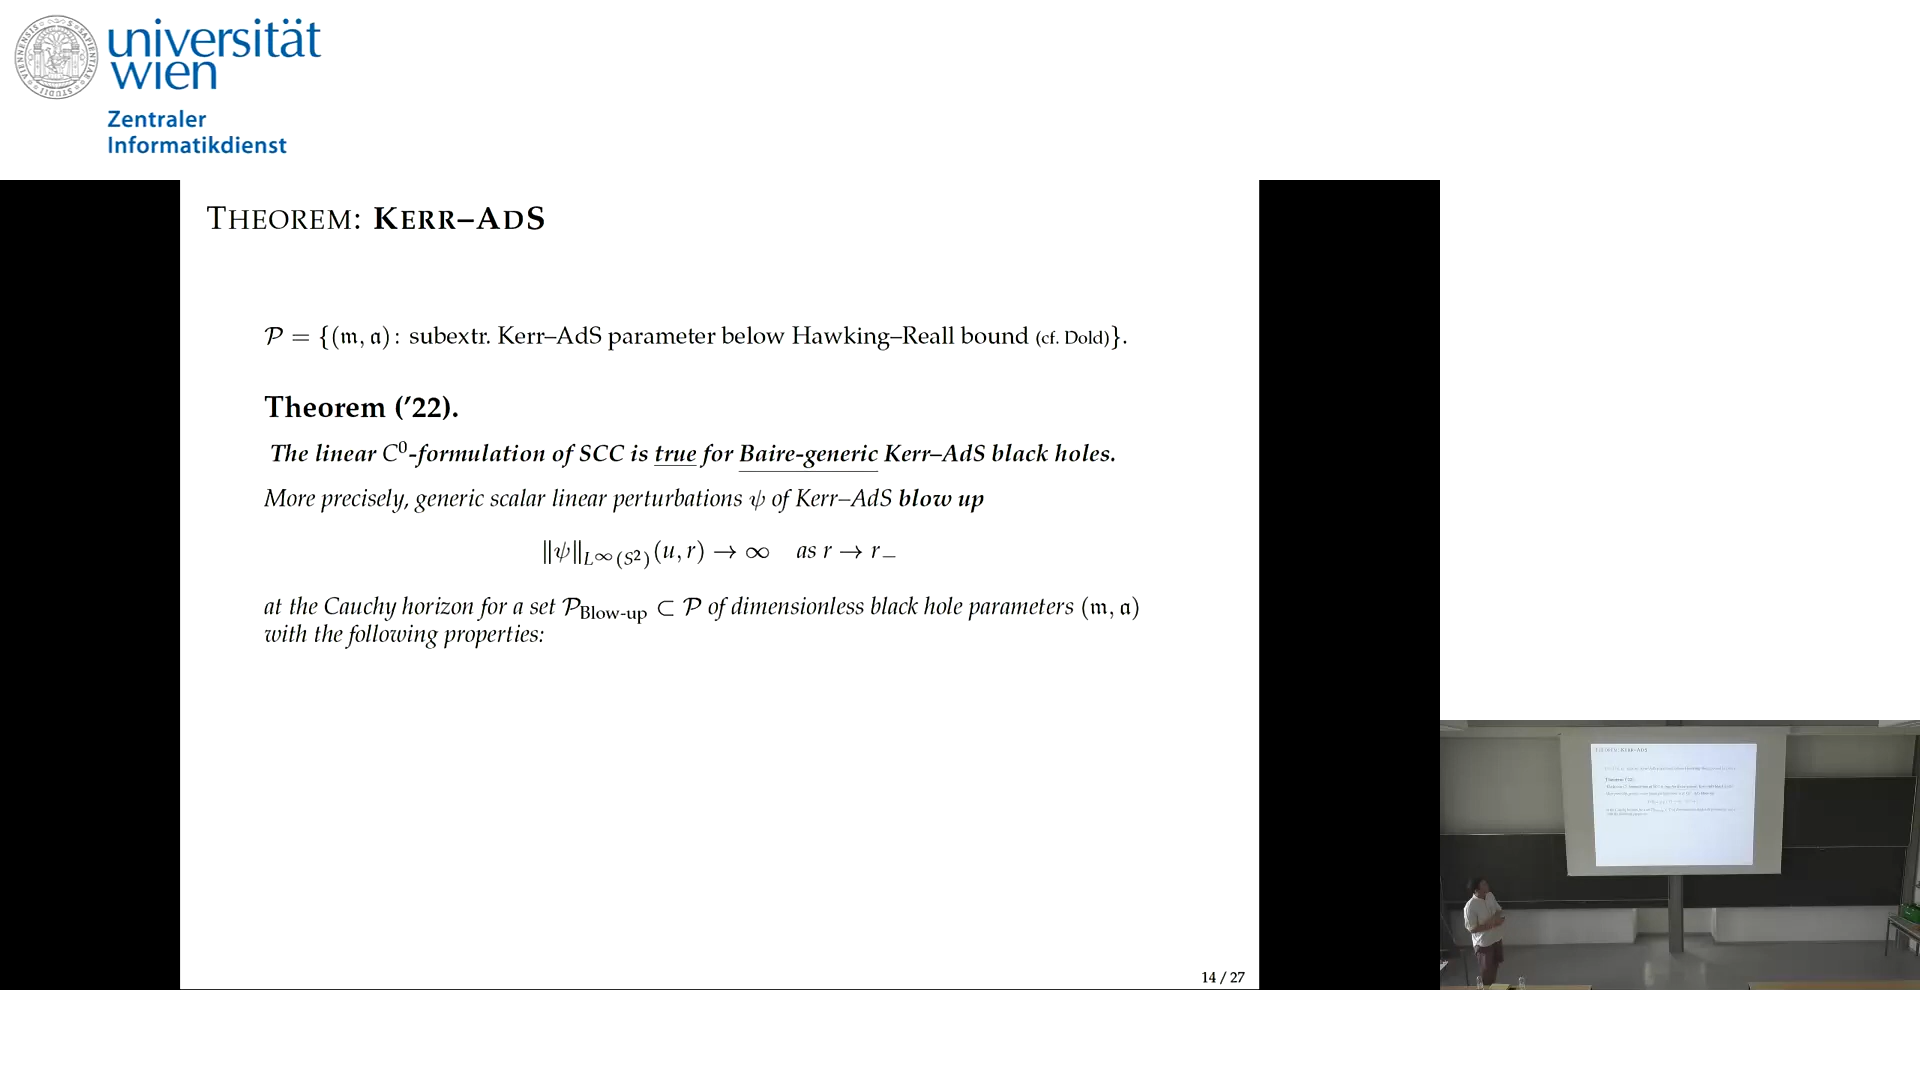 universität
wien
Zentraler
Informatikdienst
THEOREM: KERR–ADS
𝒫 = {(𝔪, 𝔞) : subextr. Kerr–AdS parameter below Hawking–Reall bound (cf. Dold)}.
Theorem ('22).
The linear C⁰-formulation of SCC is true for Baire-generic Kerr–AdS black holes.
More precisely, generic scalar linear perturbations ψ of Kerr–AdS blow up
‖ψ‖_{L^∞(S²)}(u, r) → ∞ as r → r₋
at the Cauchy horizon for a set 𝒫_{Blow-up} ⊂ 𝒫 of dimensionless black hole parameters (𝔪, 𝔞)
with the following properties:
14 / 27